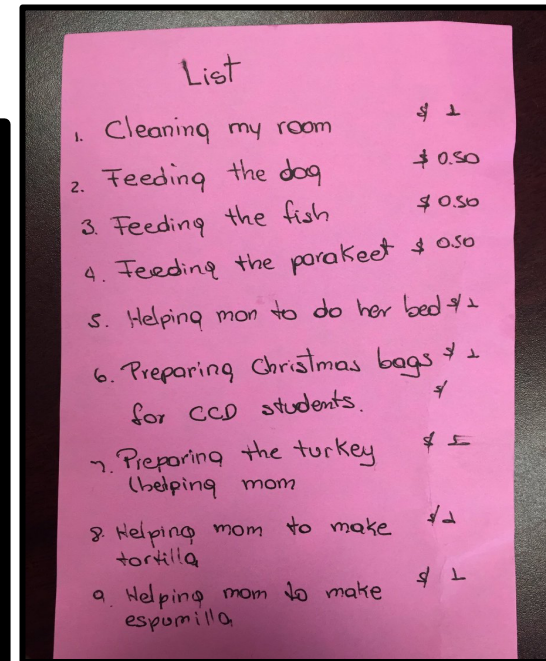 List
1. Cleaning my room $ 1
2. Feeding the dog $ 0.50
3. Feeding the fish $ 0.50
4. Feeding the parakeet $ 0.50
5. Helping mon to do her bed $ 1
6. Preparing Christmas bags $ 1
for CCD students. $
7. Preparing the turkey $
(helping mom
8. Helping mom to make $ 1
tortilla
9. Helping mom to make $ 1
espumilla